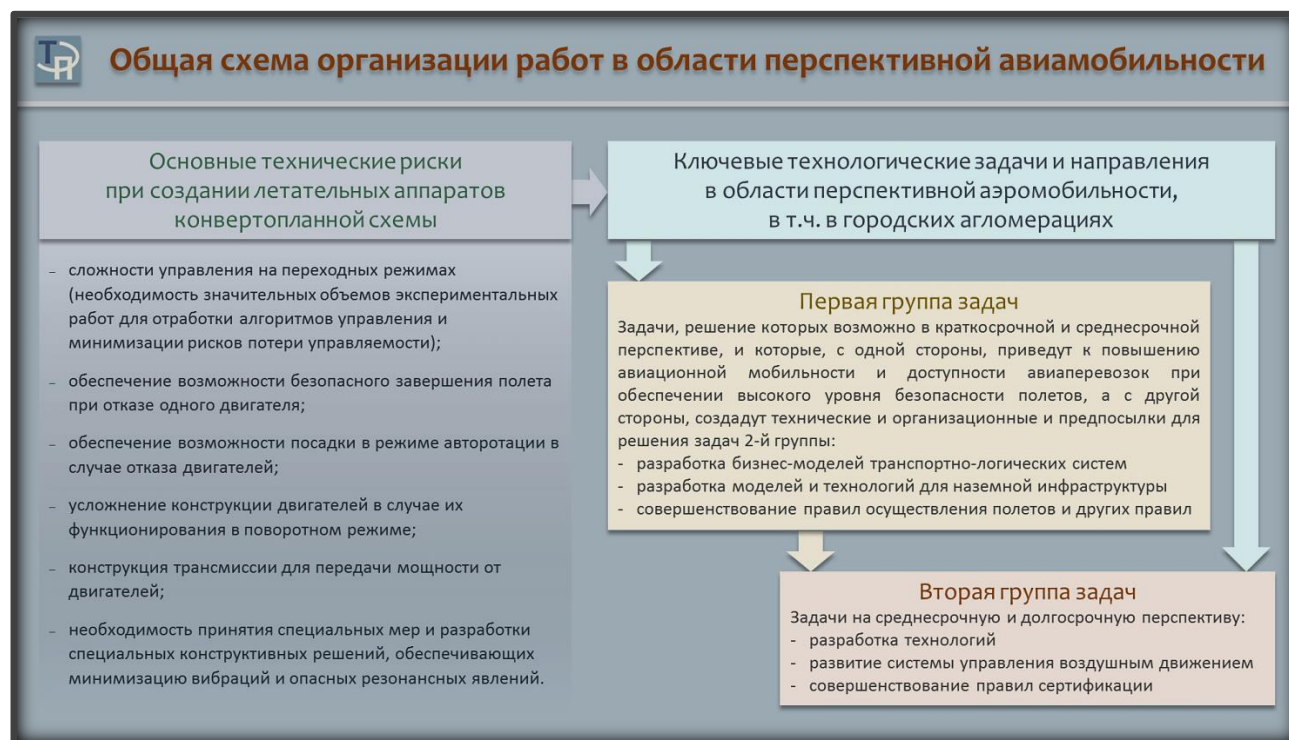 ТП
Общая схема организации работ в области перспективной авиамобильности
Основные технические риски
при создании летательных аппаратов
конвертопланной схемы
– сложности управления на переходных режимах
(необходимость значительных объемов экспериментальных
работ для отработки алгоритмов управления и
минимизации рисков потери управляемости);
– обеспечение возможности безопасного завершения полета
при отказе одного двигателя;
– обеспечение возможности посадки в режиме авторотации в
случае отказа двигателей;
– усложнение конструкции двигателей в случае их
функционирования в поворотном режиме;
– конструкция трансмиссии для передачи мощности от
двигателей;
– необходимость принятия специальных мер и разработки
специальных конструктивных решений, обеспечивающих
минимизацию вибраций и опасных резонансных явлений.
Ключевые технологические задачи и направления
в области перспективной аэромобильности,
в т.ч. в городских агломерациях
Первая группа задач
Задачи, решение которых возможно в краткосрочной и среднесрочной
перспективе, и которые, с одной стороны, приведут к повышению
авиационной мобильности и доступности авиаперевозок при
обеспечении высокого уровня безопасности полетов, а с другой
стороны, создадут технические и организационные и предпосылки для
решения задач 2-й группы:
- разработка бизнес-моделей транспортно-логических систем
- разработка моделей и технологий для наземной инфраструктуры
- совершенствование правил осуществления полетов и других правил
Вторая группа задач
Задачи на среднесрочную и долгосрочную перспективу:
- разработка технологий
- развитие системы управления воздушным движением
- совершенствование правил сертификации